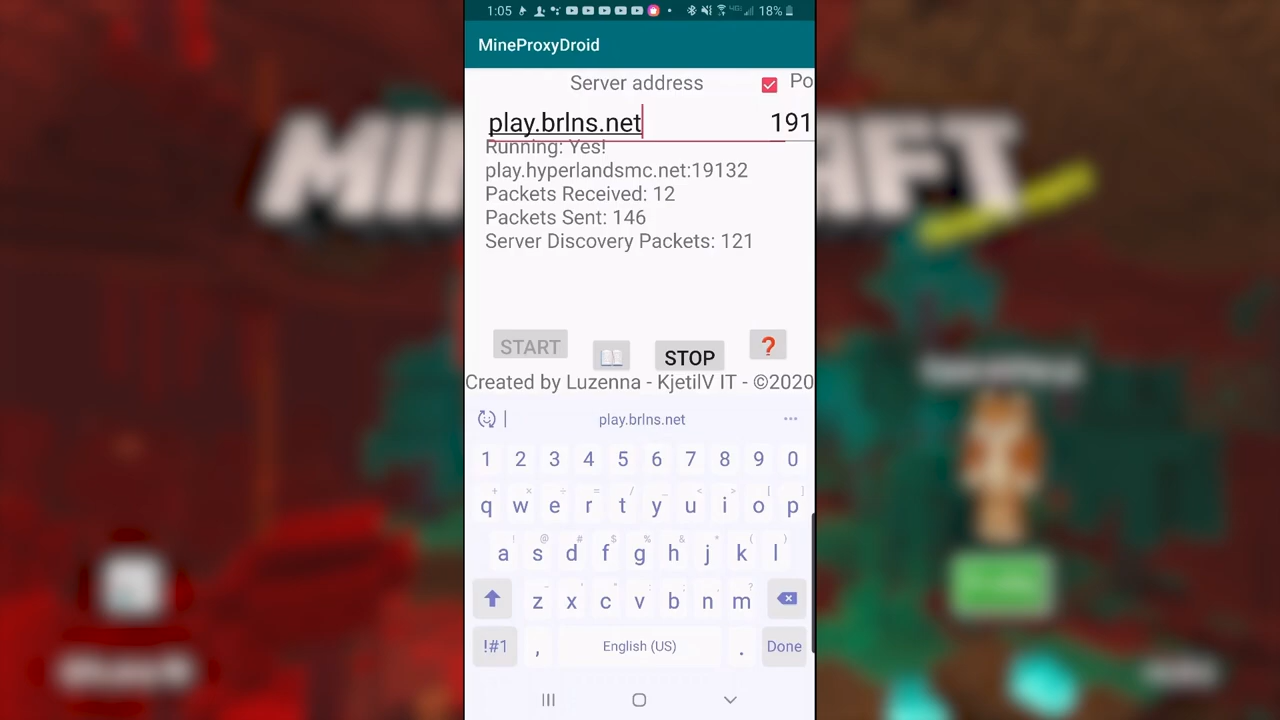 1:05 18%
MineProxyDroid
Server address Po
play.brlns.net 191
Running: Yes!
play.hyperlandsmc.net:19132
Packets Received: 12
Packets Sent: 146
Server Discovery Packets: 121
START STOP ?
Created by Luzenna - KjetilV IT - ©2020
play.brlns.net ...
1 2 3 4 5 6 7 8 9 0
q w e r t y u i o p
a s d f g h j k l
z x c v b n m
!#1 , English (US) . Done